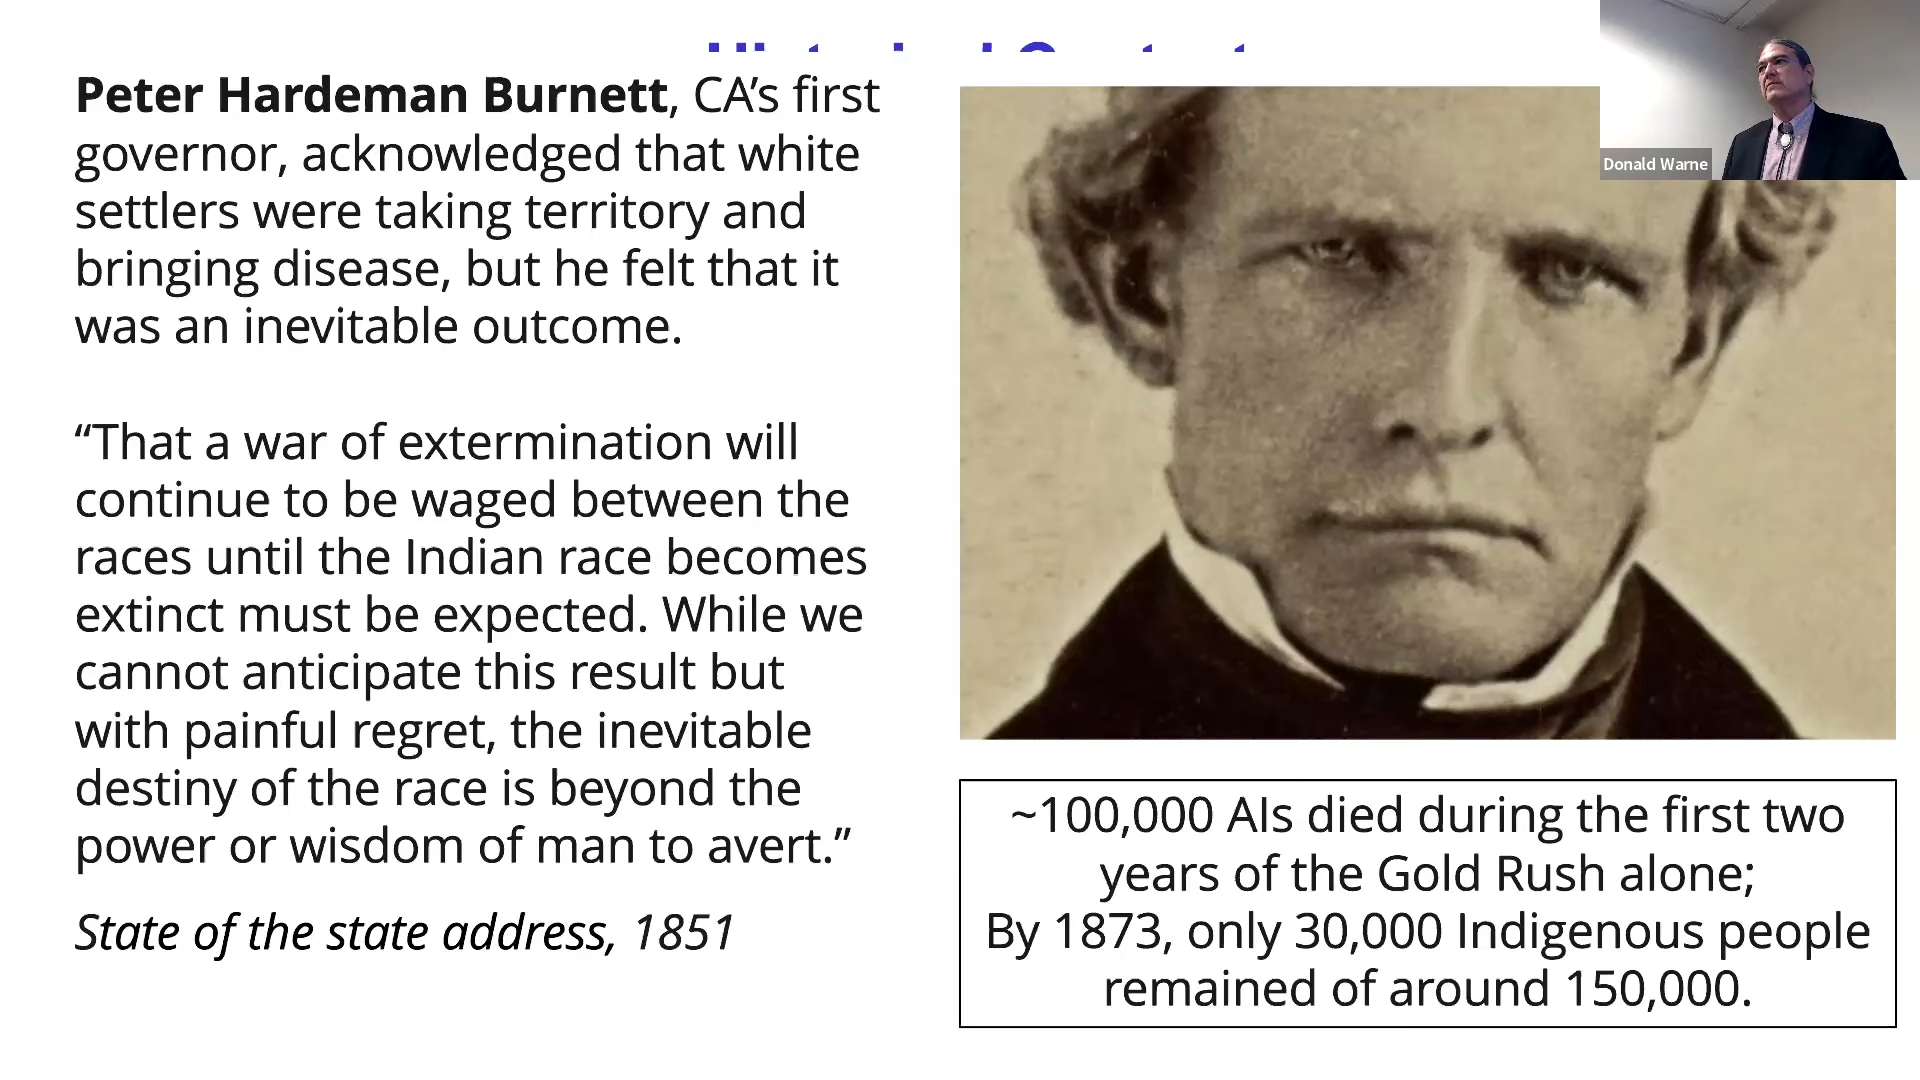 Peter Hardeman Burnett, CA’s first
governor, acknowledged that white
settlers were taking territory and
bringing disease, but he felt that it
was an inevitable outcome.
“That a war of extermination will
continue to be waged between the
races until the Indian race becomes
extinct must be expected. While we
cannot anticipate this result but
with painful regret, the inevitable
destiny of the race is beyond the
power or wisdom of man to avert.”
State of the state address, 1851
Donald Warne
~100,000 AIs died during the first two
years of the Gold Rush alone;
By 1873, only 30,000 Indigenous people
remained of around 150,000.